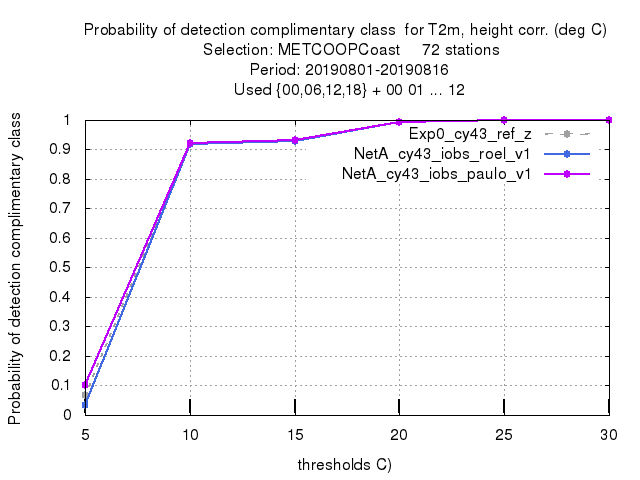 Probability of detection complimentary class  for T2m, height corr. (deg C)
Selection: METCOOPCoast     72 stations
Period: 20190801-20190816
Used {00,06,12,18} + 00 01 ... 12
Probability of detection complimentary class
1
0.9
0.8
0.7
0.6
0.5
0.4
0.3
0.2
0.1
0
Exp0_cy43_ref_z
NetA_cy43_iobs_roel_v1
NetA_cy43_iobs_paulo_v1
5 10 15 20 25 30
thresholds C)